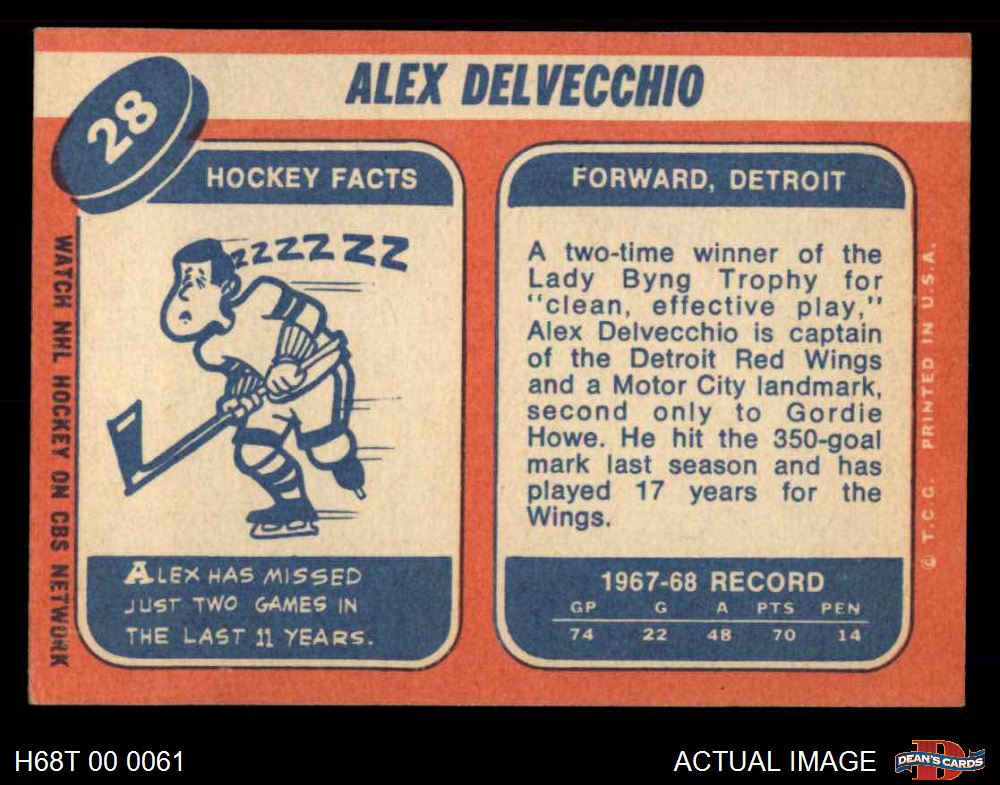 ALEX DELVECCHIO
28
HOCKEY FACTS
ZZZZZZZ
ALEX HAS MISSED
JUST TWO GAMES IN
THE LAST 11 YEARS.
WATCH NHL HOCKEY ON CBS NETWORK
FORWARD, DETROIT
A two-time winner of the
Lady Byng Trophy for
"clean, effective play,"
Alex Delvecchio is captain
of the Detroit Red Wings
and a Motor City landmark,
second only to Gordie
Howe. He hit the 350-goal
mark last season and has
played 17 years for the
Wings.
1967-68 RECORD
GP G A PTS PEN
74 22 48 70 14
© T.C.G. PRINTED IN U.S.A.
H68T 00 0061
ACTUAL IMAGE
D
DEAN'S CARDS